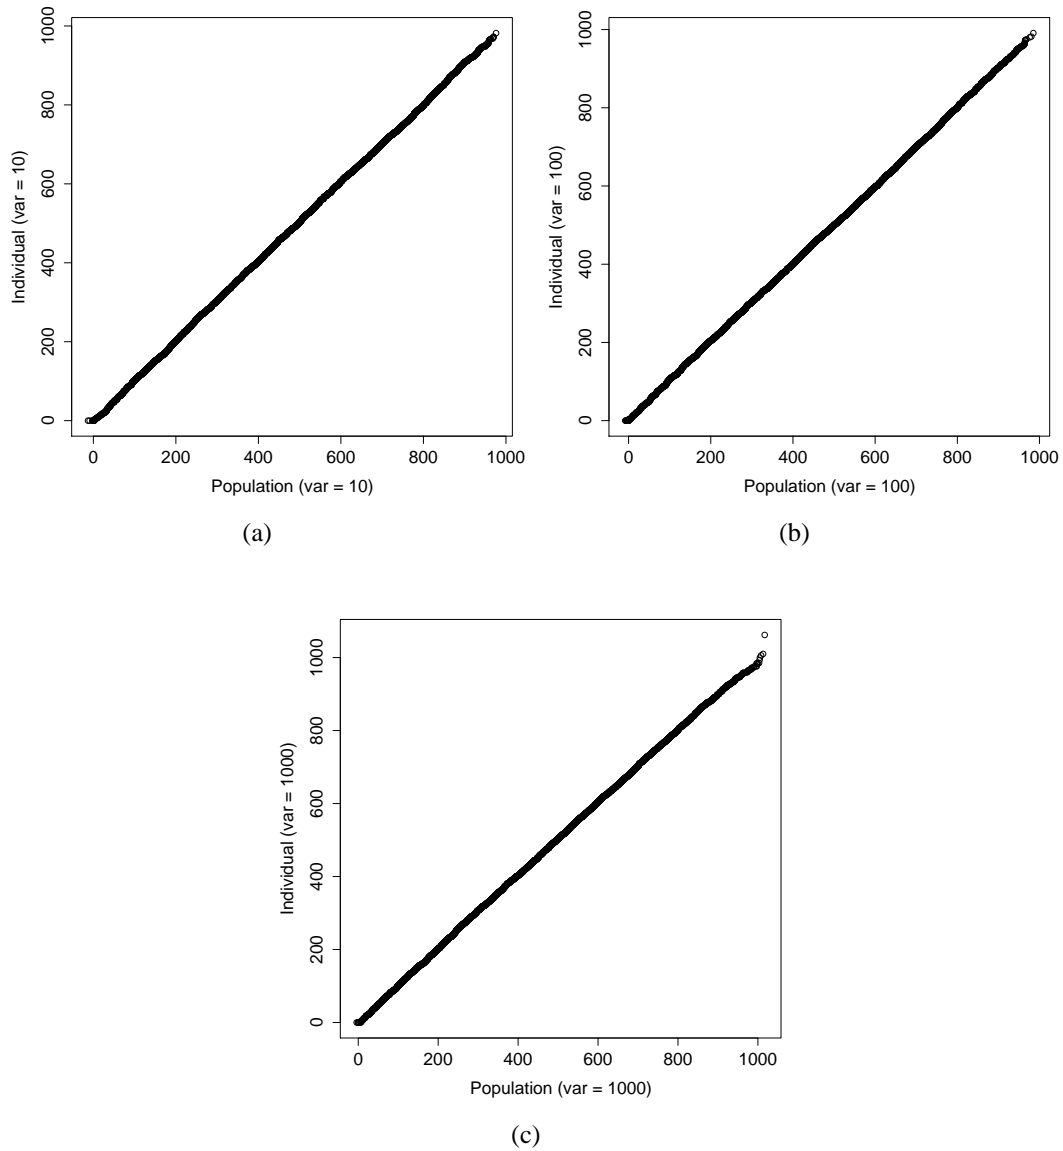 1000
800
600
400
200
0
Individual (var = 10)
0 200 400 600 800 1000
Population (var = 10)
(a)
1000
800
600
400
200
0
Individual (var = 100)
0 200 400 600 800 1000
Population (var = 100)
(b)
1000
800
600
400
200
0
Individual (var = 1000)
0 200 400 600 800 1000
Population (var = 1000)
(c)